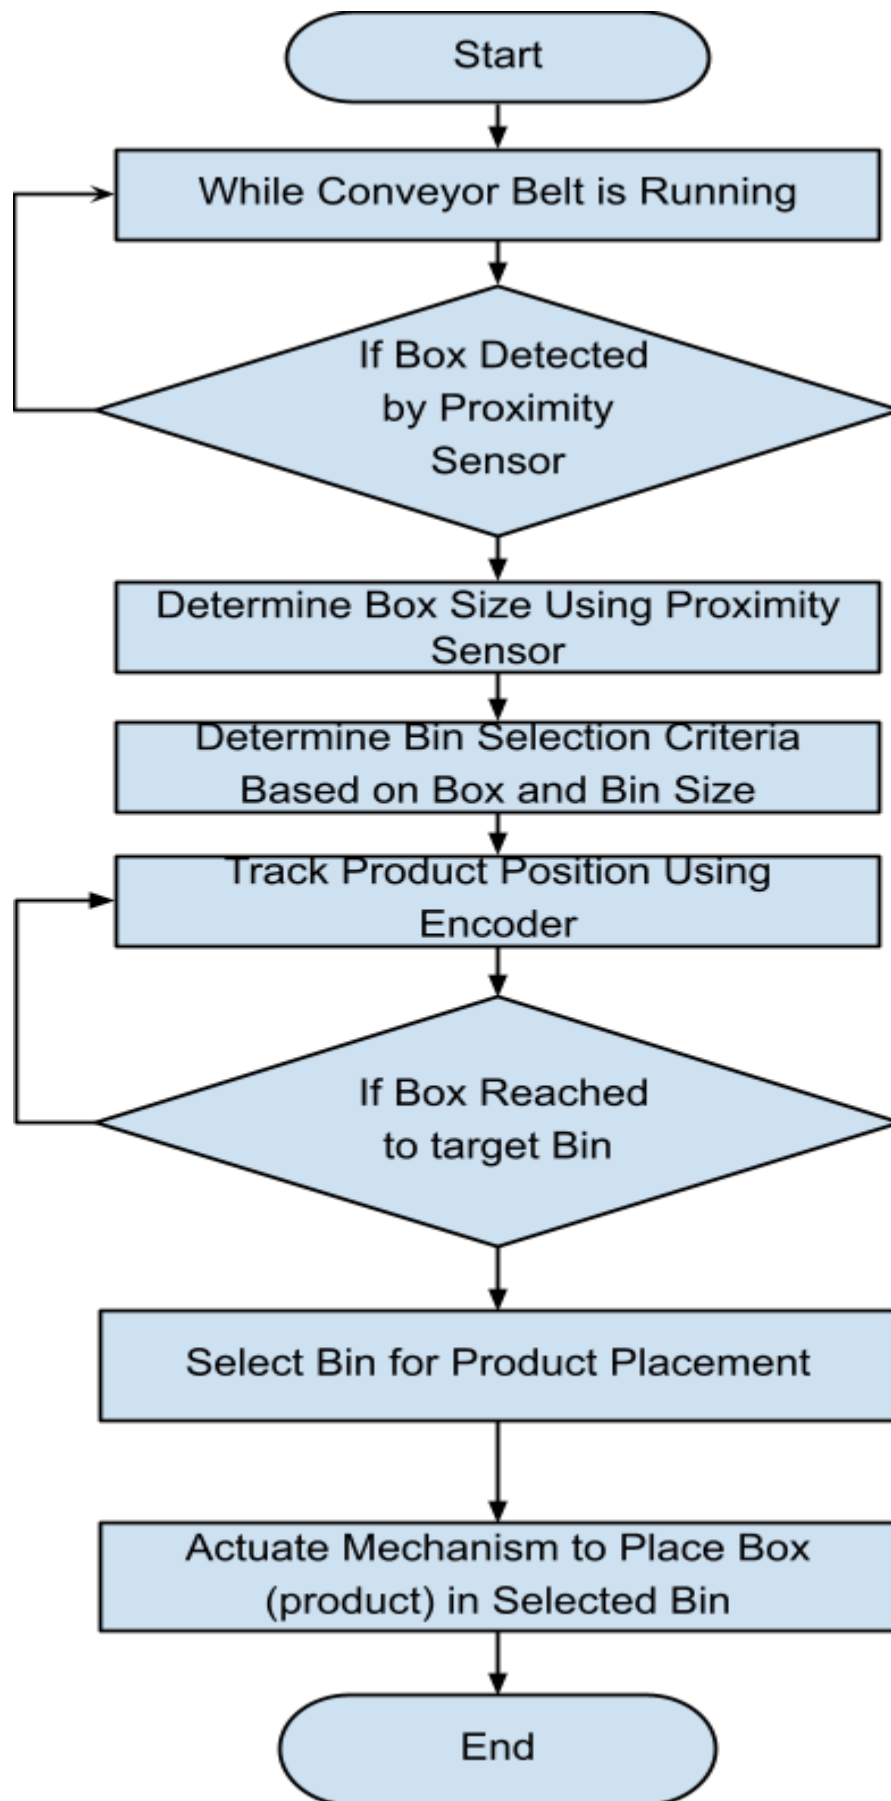 Start
While Conveyor Belt is Running
If Box Detected
by Proximity
Sensor
Determine Box Size Using Proximity
Sensor
Determine Bin Selection Criteria
Based on Box and Bin Size
Track Product Position Using
Encoder
If Box Reached
to target Bin
Select Bin for Product Placement
Actuate Mechanism to Place Box
(product) in Selected Bin
End